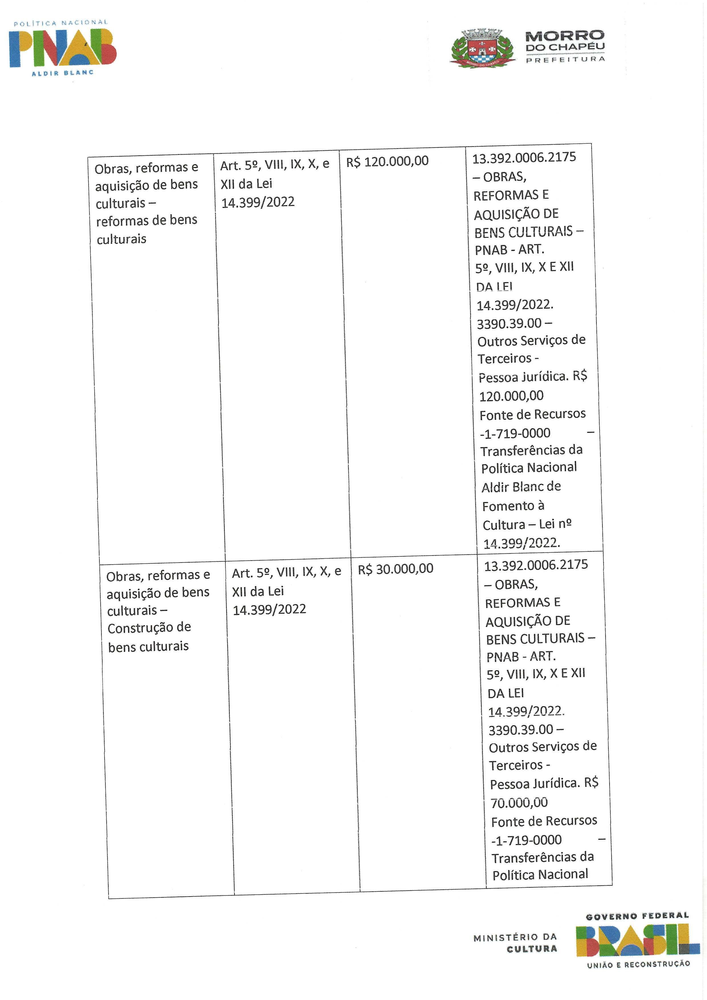 POLÍTICA NACIONAL
PNAB
ALDIR BLANC
MORRO
DO CHAPÉU
PREFEITURA
MORRO DO CHAPÉU
Obras, reformas e
aquisição de bens
culturais –
reformas de bens
culturais
Art. 5º, VIII, IX, X, e
XII da Lei
14.399/2022
R$ 120.000,00
13.392.0006.2175
– OBRAS,
REFORMAS E
AQUISIÇÃO DE
BENS CULTURAIS –
PNAB - ART.
5º, VIII, IX, X E XII
DA LEI
14.399/2022.
3390.39.00 –
Outros Serviços de
Terceiros -
Pessoa Jurídica. R$
120.000,00
Fonte de Recursos
-1-719-0000 –
Transferências da
Política Nacional
Aldir Blanc de
Fomento à
Cultura – Lei nº
14.399/2022.
Obras, reformas e
aquisição de bens
culturais –
Construção de
bens culturais
Art. 5º, VIII, IX, X, e
XII da Lei
14.399/2022
R$ 30.000,00
13.392.0006.2175
– OBRAS,
REFORMAS E
AQUISIÇÃO DE
BENS CULTURAIS –
PNAB - ART.
5º, VIII, IX, X E XII
DA LEI
14.399/2022.
3390.39.00 –
Outros Serviços de
Terceiros -
Pessoa Jurídica. R$
70.000,00
Fonte de Recursos
-1-719-0000 –
Transferências da
Política Nacional
MINISTÉRIO DA
CULTURA
GOVERNO FEDERAL
BRASIL
UNIÃO E RECONSTRUÇÃO